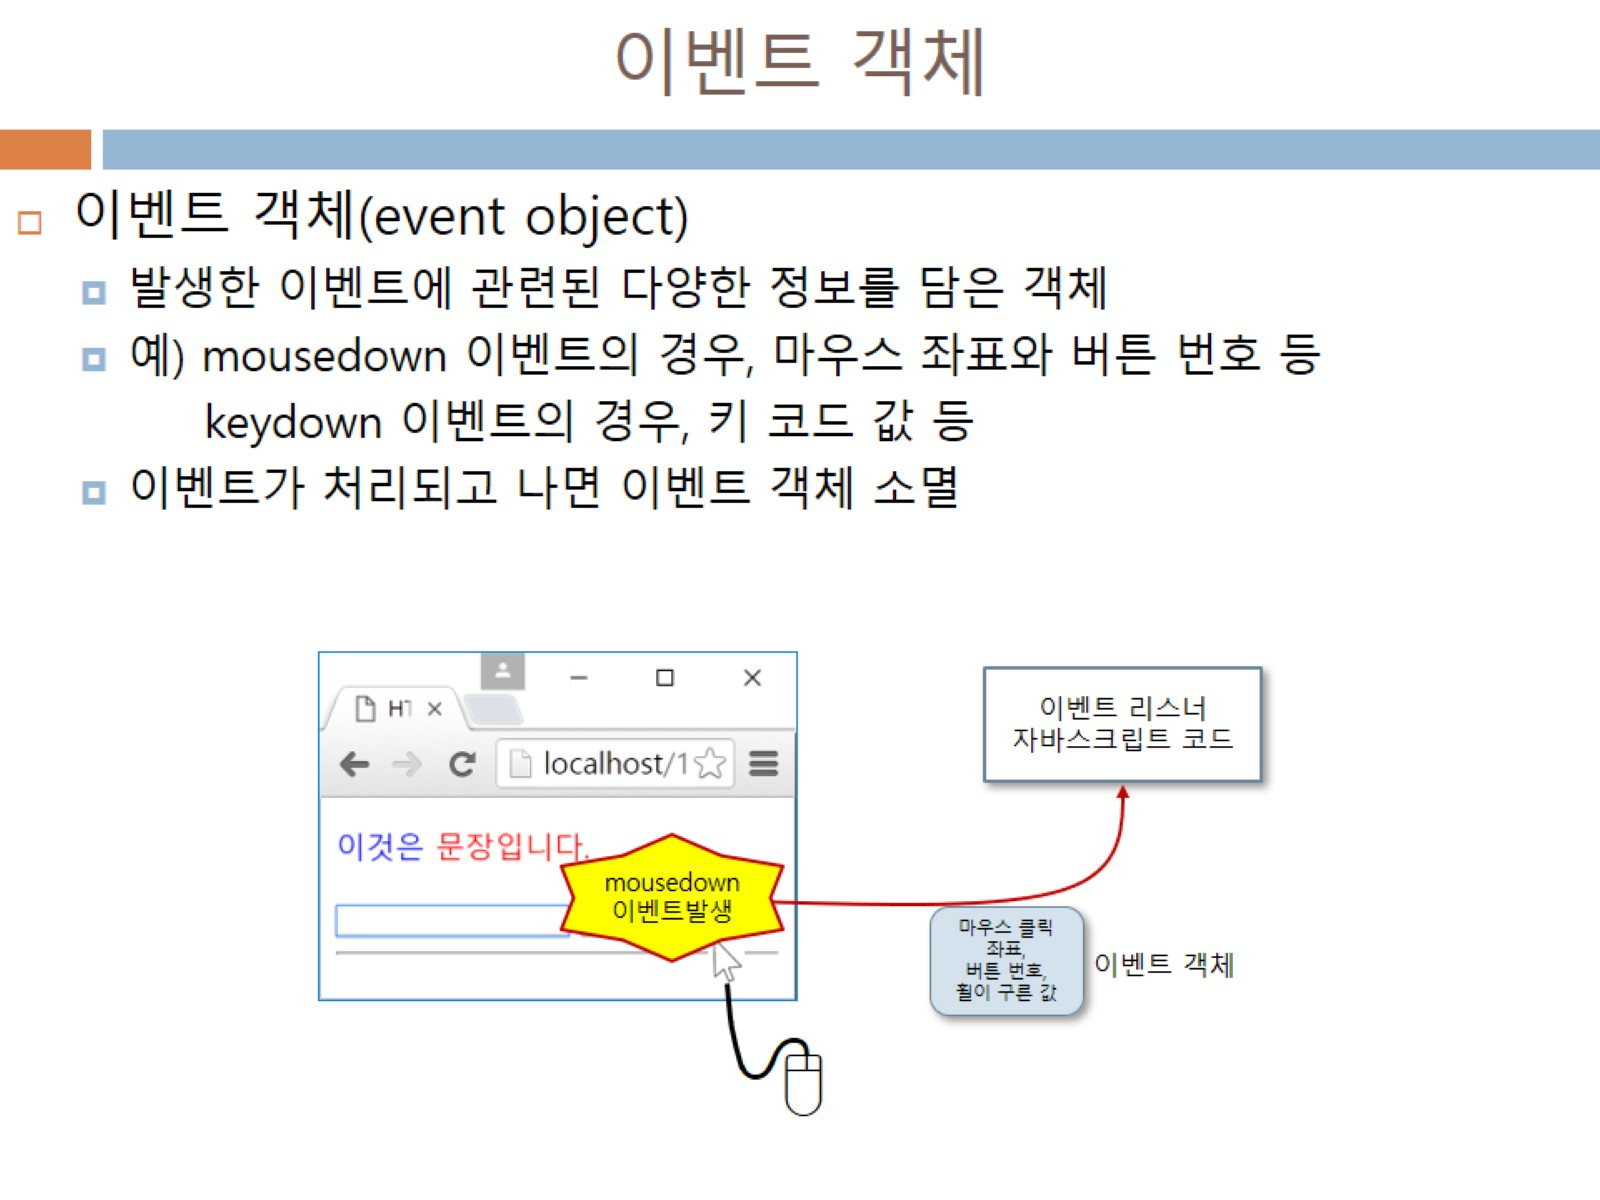 이벤트 객체
이벤트 객체(event object)
발생한 이벤트에 관련된 다양한 정보를 담은 객체
예) mousedown 이벤트의 경우, 마우스 좌표와 버튼 번호 등
keydown 이벤트의 경우, 키 코드 값 등
이벤트가 처리되고 나면 이벤트 객체 소멸
HT
localhost/1
이것은 문장입니다.
mousedown
이벤트발생
이벤트 리스너
자바스크립트 코드
마우스 클릭
좌표,
버튼 번호,
휠이 구른 값
이벤트 객체